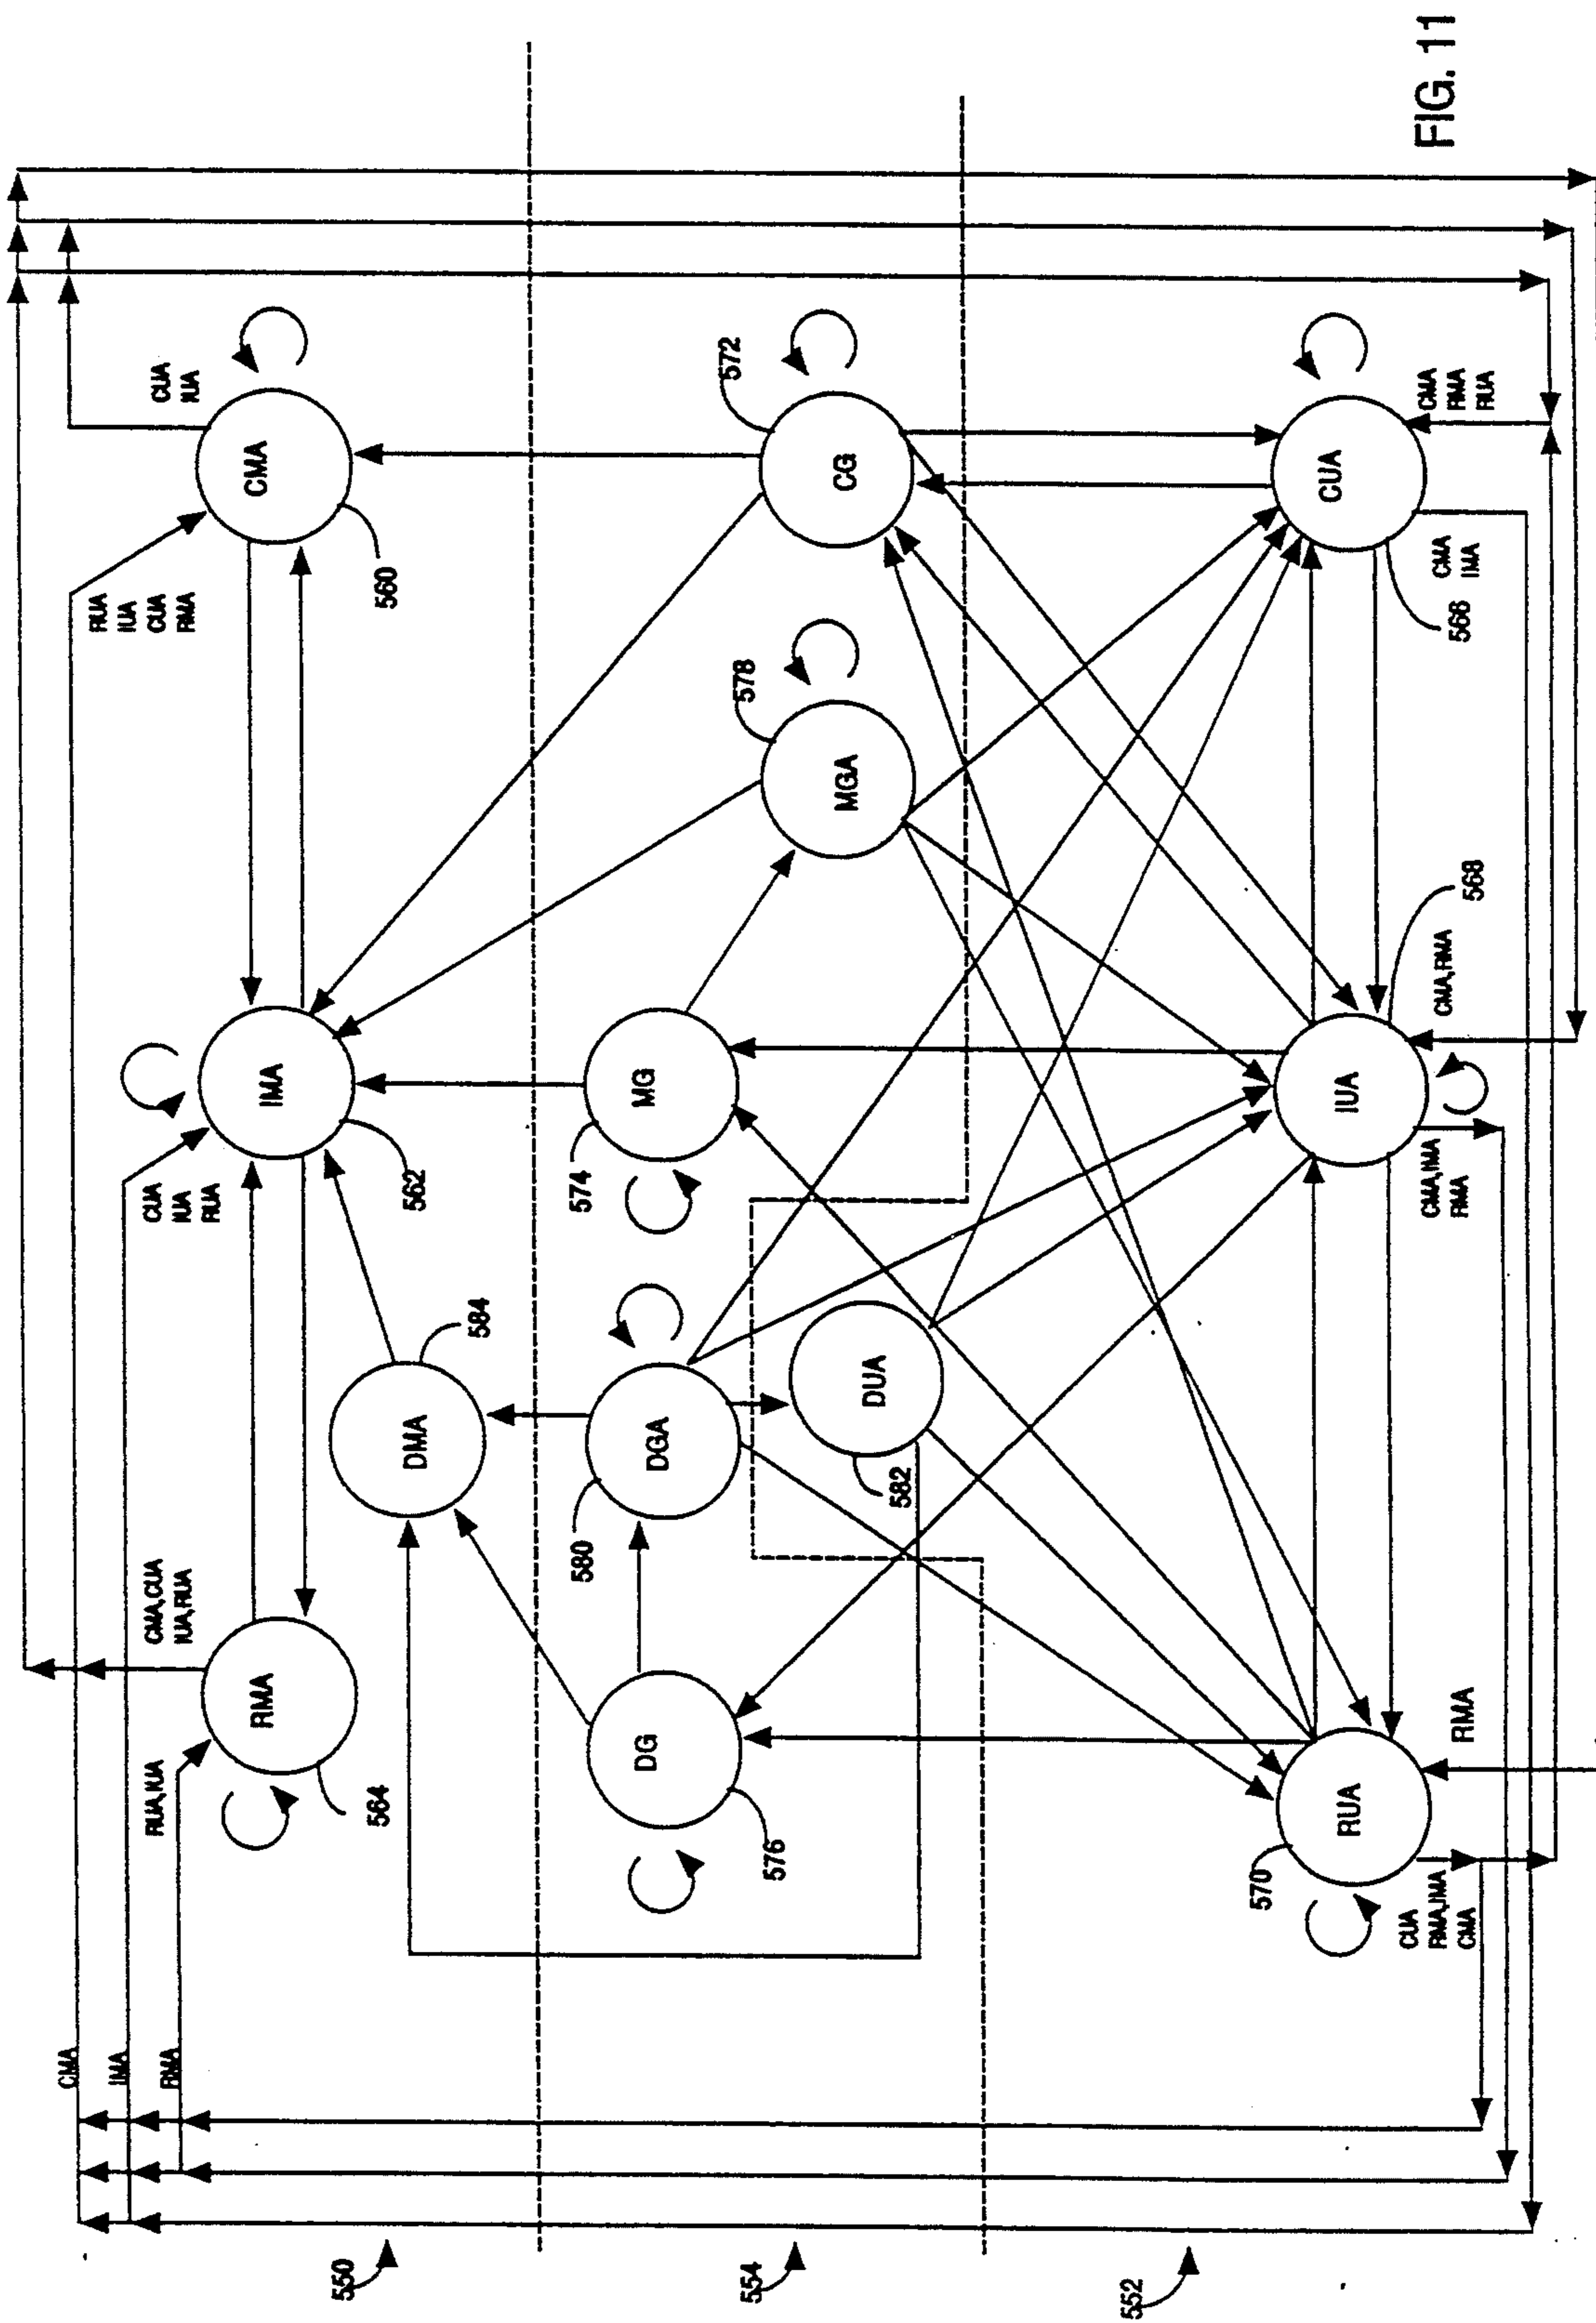 CMA
IMA
RMA
RUA,IUA
CMA,CUA
IUA,RUA
CUA
IUA
RUA
RUA
IUA
CUA
RMA
CUA
IUA
RMA
564
IMA
562
CMA
560
550
DMA
584
DG
576
580
DGA
574
MG
578
MGA
572
CG
554
582
DUA
552
570
RUA
CUA
RMA,IMA
CMA
RMA
IUA
CMA,IMA
RMA
CMA,RMA
568
CUA
566
CMA
IMA
CMA
RMA
RUA
FIG. 11